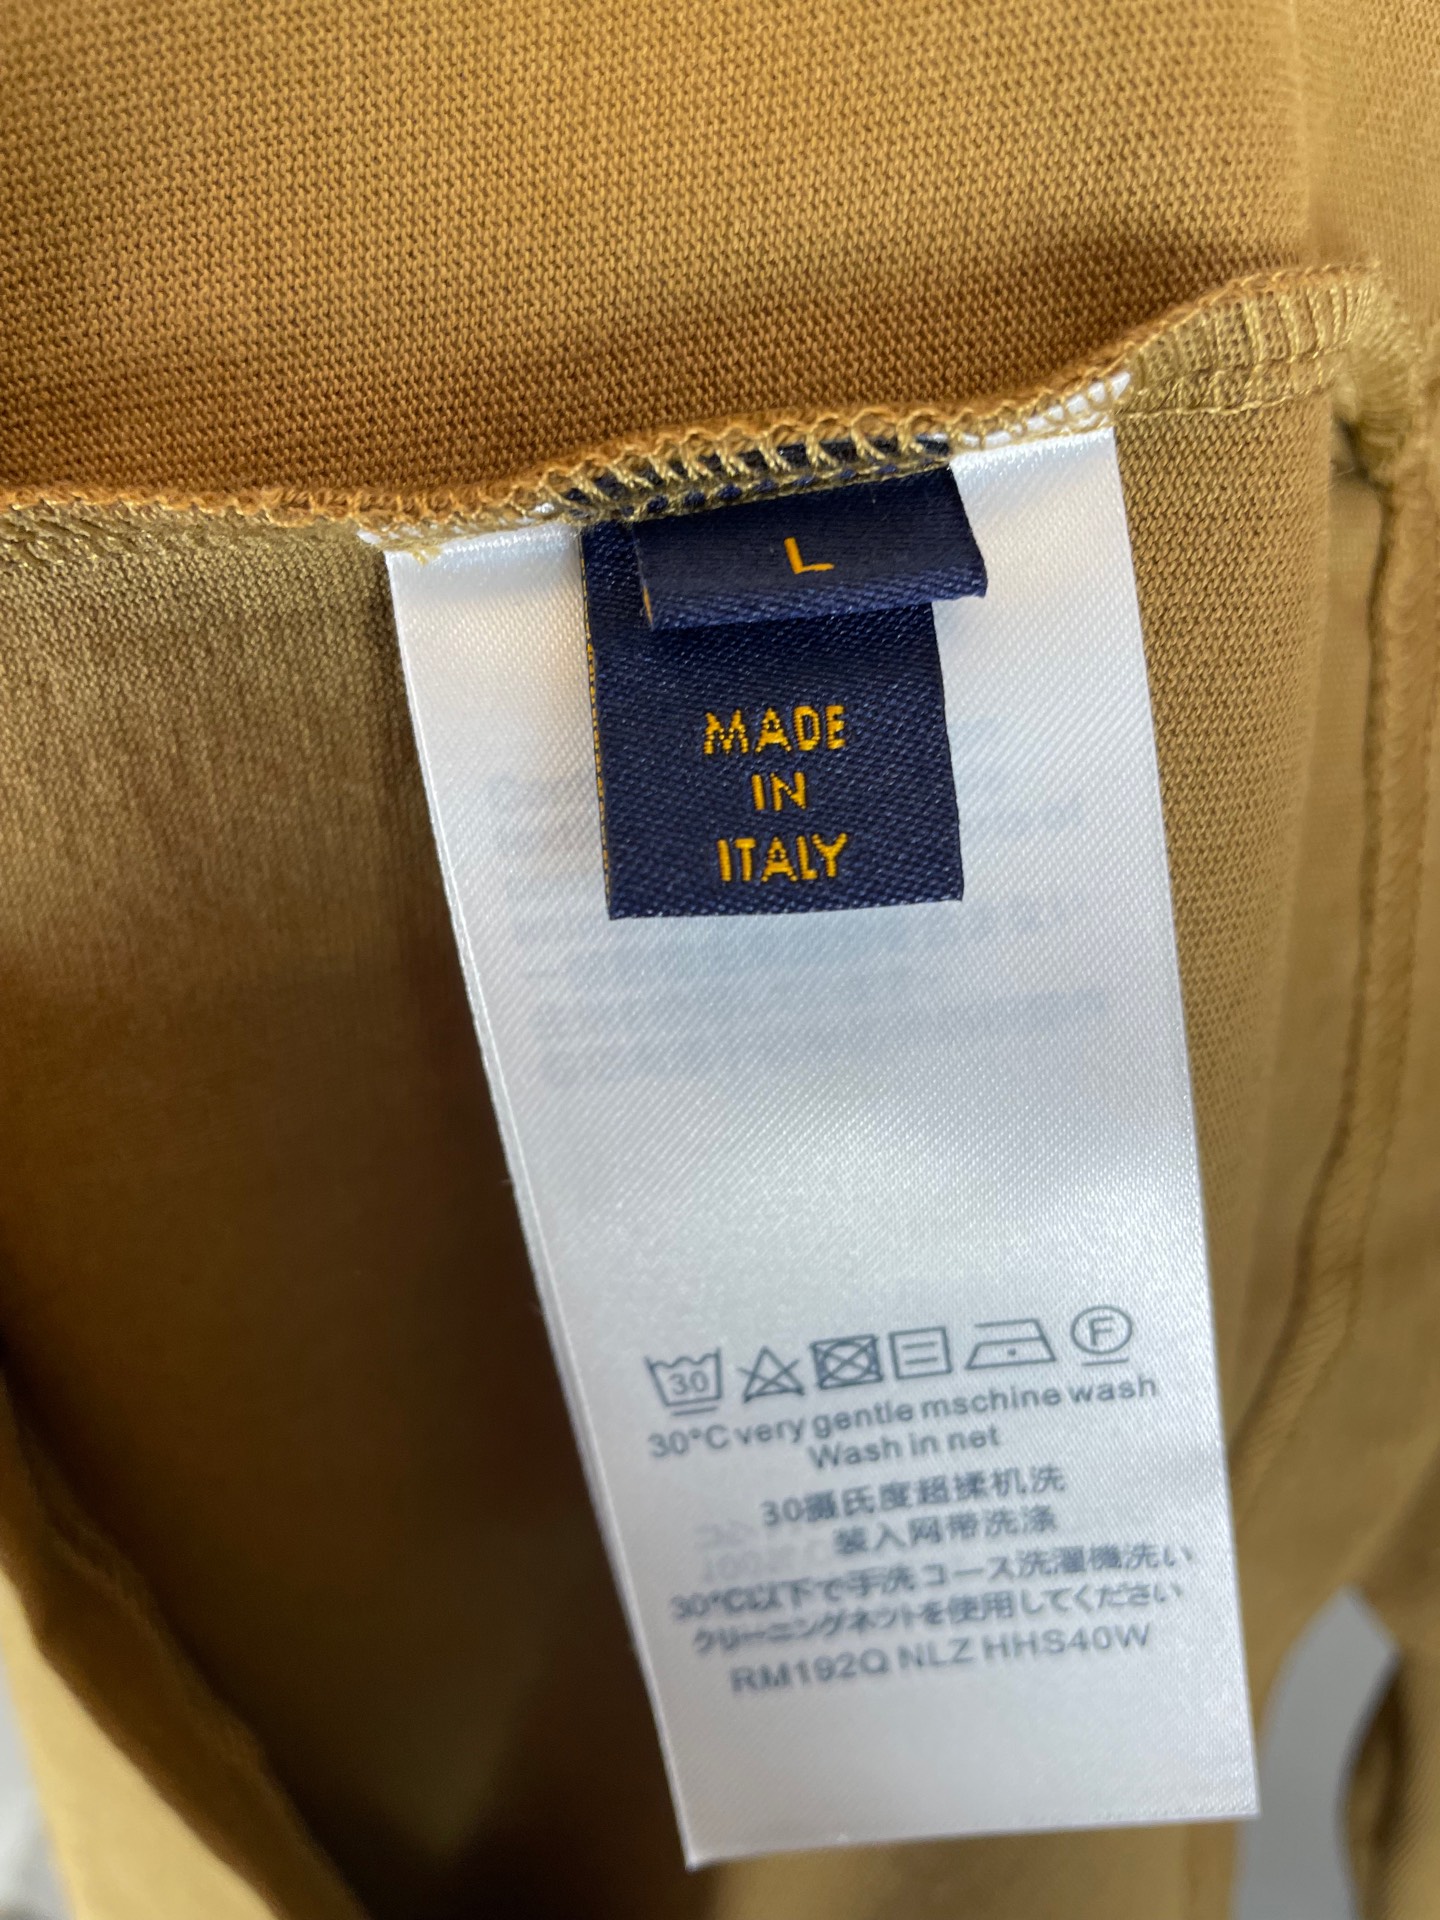 L
MADE
IN
ITALY
30
F
30°C very gentle mschine wash
Wash in net
30摄氏度超揉机洗
装入网带洗涤
30°C以下で手洗コース洗濯機洗い
クリーニングネットを使用してください
RM192Q NLZ HHS40W